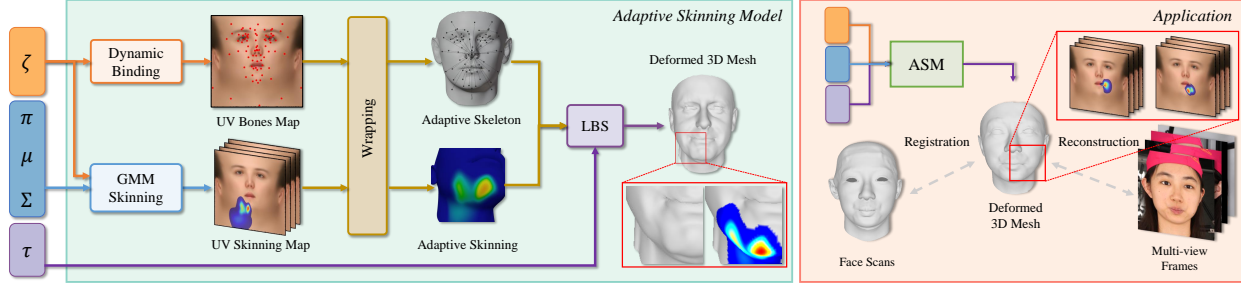 Adaptive Skinning Model
ζ
π
μ
Σ
τ
Dynamic
Binding
GMM
Skinning
UV Bones Map
UV Skinning Map
Wrapping
Adaptive Skeleton
Adaptive Skinning
LBS
Deformed 3D Mesh
Application
ASM
Registration
Reconstruction
Face Scans
Deformed
3D Mesh
Multi-view
Frames